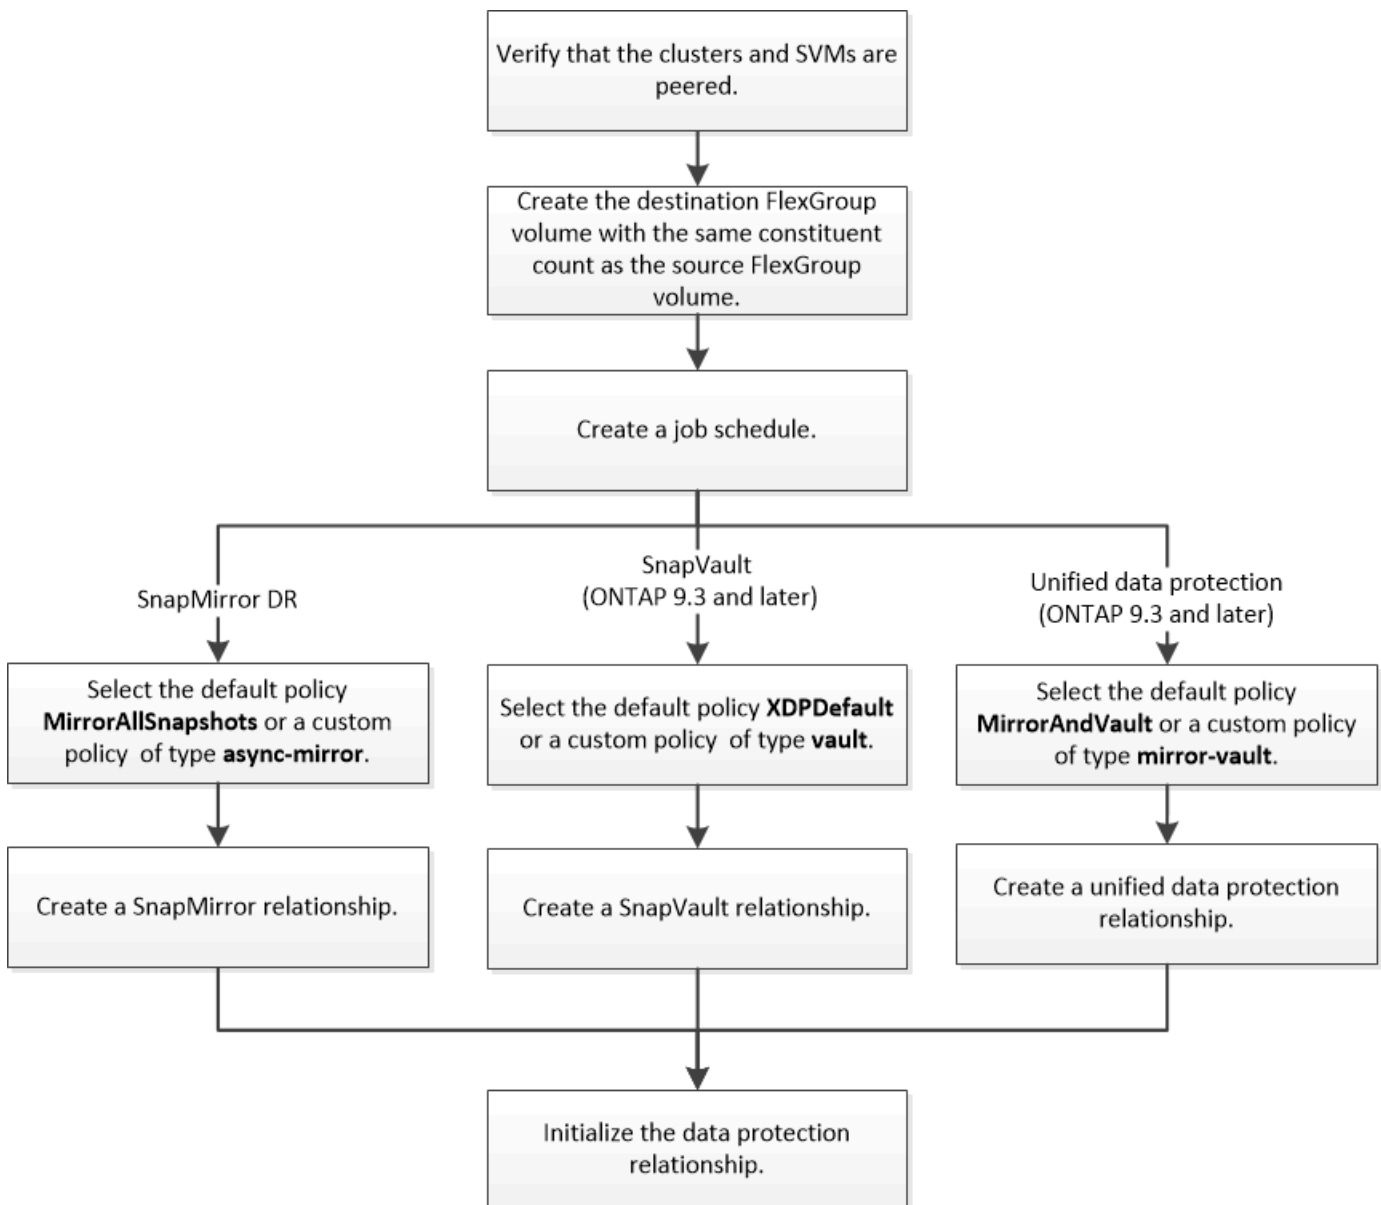 Verify that the clusters and SVMs are
peered.
Create the destination FlexGroup
volume with the same constituent
count as the source FlexGroup
volume.
Create a job schedule.
SnapMirror DR
SnapVault
(ONTAP 9.3 and later)
Unified data protection
(ONTAP 9.3 and later)
Select the default policy
MirrorAllSnapshots or a custom
policy of type async-mirror.
Select the default policy XDPDefault
or a custom policy of type vault.
Select the default policy
MirrorAndVault or a custom policy
of type mirror-vault.
Create a SnapMirror relationship.
Create a SnapVault relationship.
Create a unified data protection
relationship.
Initialize the data protection
relationship.